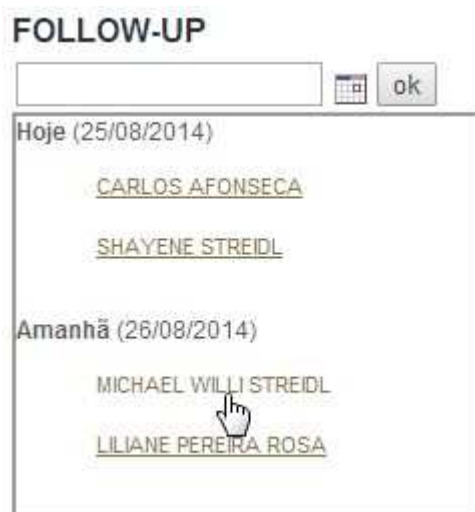 FOLLOW-UP
ok
Hoje (25/08/2014)
CARLOS AFONSECA
SHAYENE STREIDL
Amanhã (26/08/2014)
MICHAEL WILLI STREIDL
LILIANE PEREIRA ROSA